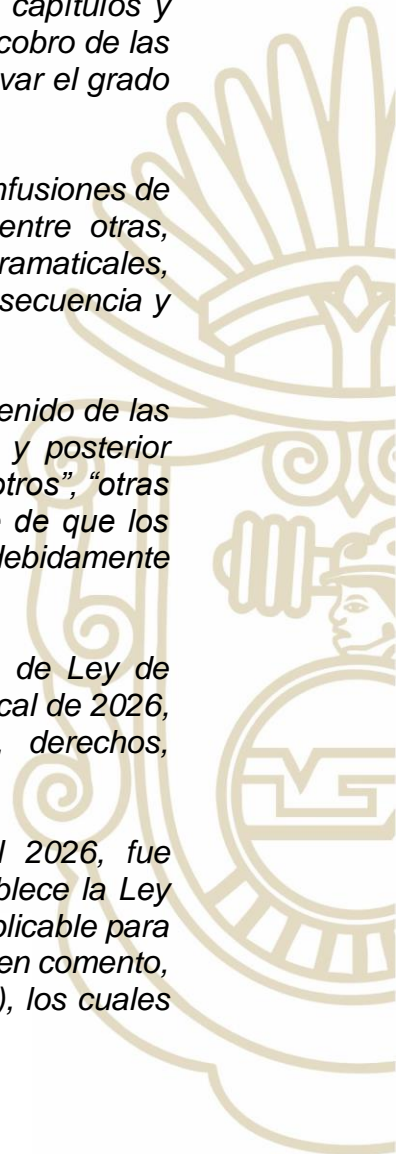 capítulos y
cobro de las
var el grado
nfusiones de
entre otras,
ramaticales,
secuencia y
enido de las
y posterior
otros”, “otras
de que los
debidamente
de Ley de
cal de 2026,
derechos,
l 2026, fue
blece la Ley
plicable para
en comento,
), los cuales